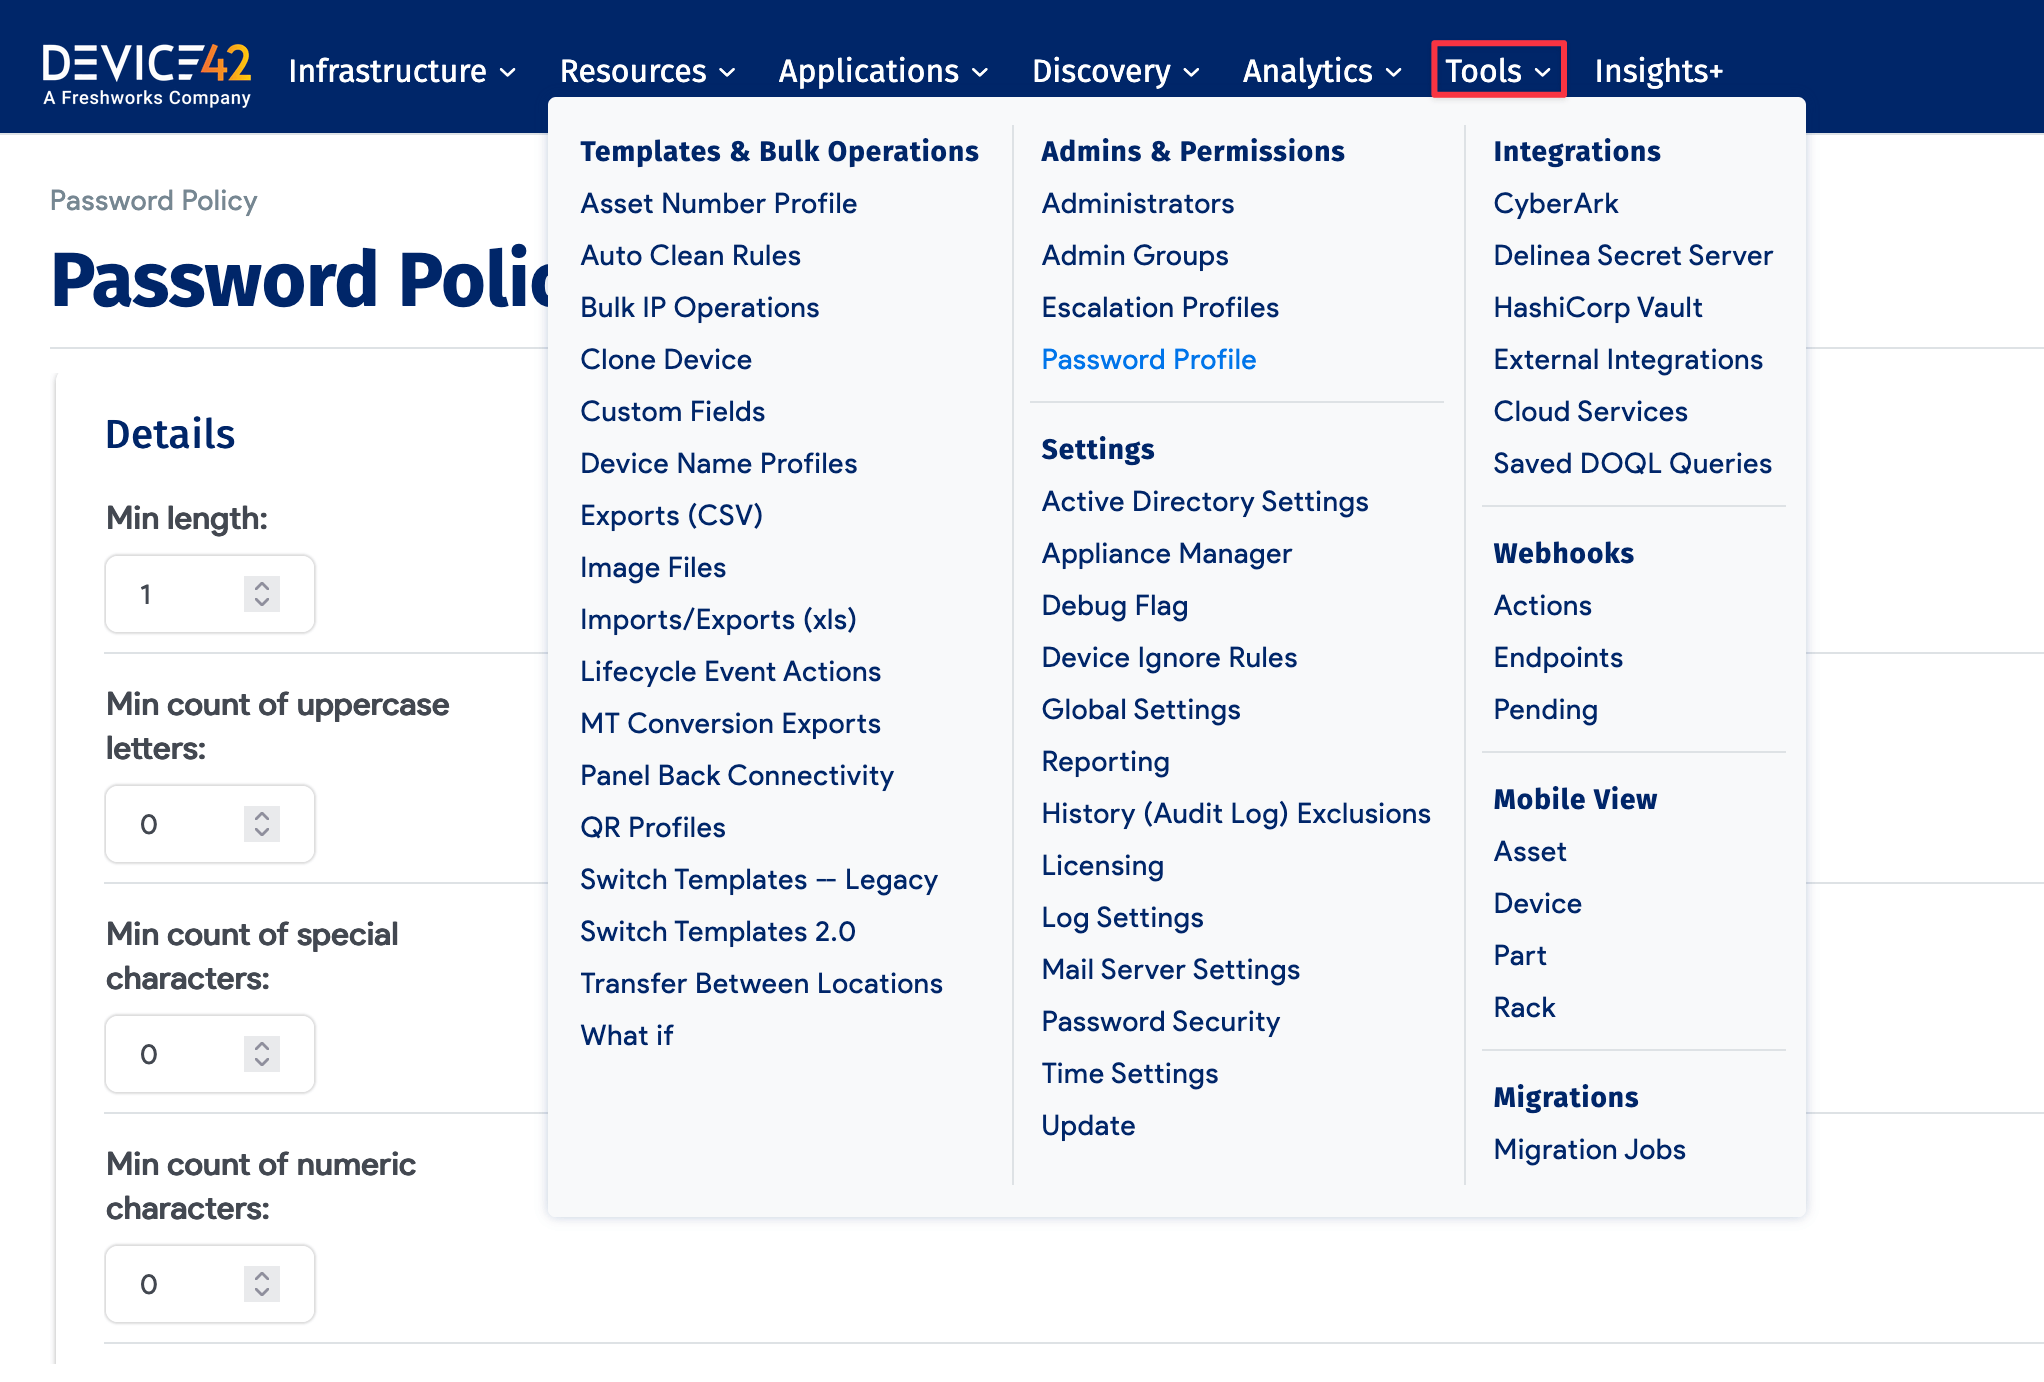 DEVICE42
A Freshworks Company
Infrastructure
Resources
Applications
Discovery
Analytics
Tools
Insights+
Password Policy
Password Polic
Details
Min length:
1
Min count of uppercase
letters:
0
Min count of special
characters:
0
Min count of numeric
characters:
0
Templates & Bulk Operations
Asset Number Profile
Auto Clean Rules
Bulk IP Operations
Clone Device
Custom Fields
Device Name Profiles
Exports (CSV)
Image Files
Imports/Exports (xls)
Lifecycle Event Actions
MT Conversion Exports
Panel Back Connectivity
QR Profiles
Switch Templates -- Legacy
Switch Templates 2.0
Transfer Between Locations
What if
Admins & Permissions
Administrators
Admin Groups
Escalation Profiles
Password Profile
Settings
Active Directory Settings
Appliance Manager
Debug Flag
Device Ignore Rules
Global Settings
Reporting
History (Audit Log) Exclusions
Licensing
Log Settings
Mail Server Settings
Password Security
Time Settings
Update
Integrations
CyberArk
Delinea Secret Server
HashiCorp Vault
External Integrations
Cloud Services
Saved DOQL Queries
Webhooks
Actions
Endpoints
Pending
Mobile View
Asset
Device
Part
Rack
Migrations
Migration Jobs